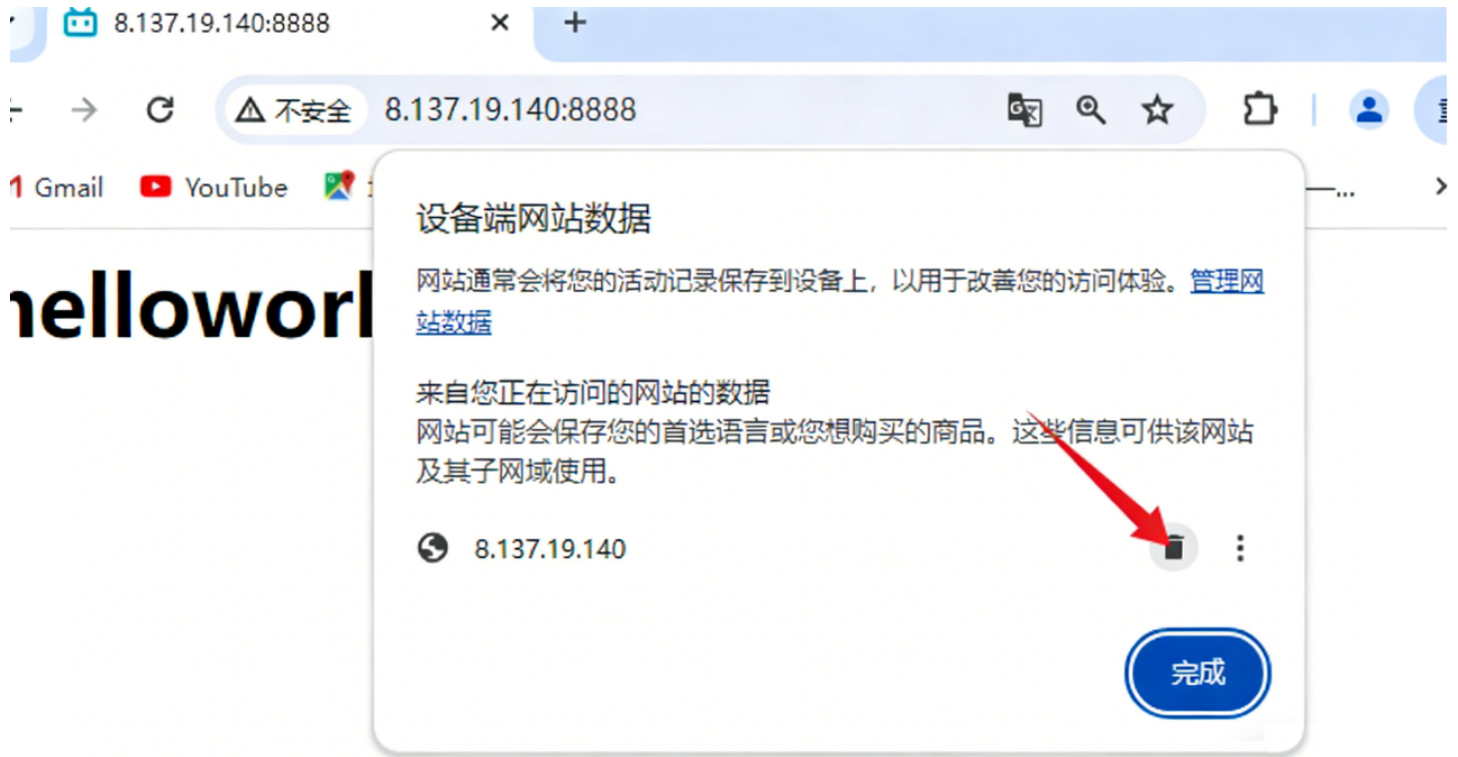 8.137.19.140:8888
不安全
8.137.19.140:8888
Gmail
YouTube
设备端网站数据
网站通常会将您的活动记录保存到设备上，以用于改善您的访问体验。管理网
站数据
helloworl
来自您正在访问的网站的数据
网站可能会保存您的首选语言或您想购买的商品。这些信息可供该网站
及其子网域使用。
8.137.19.140
完成